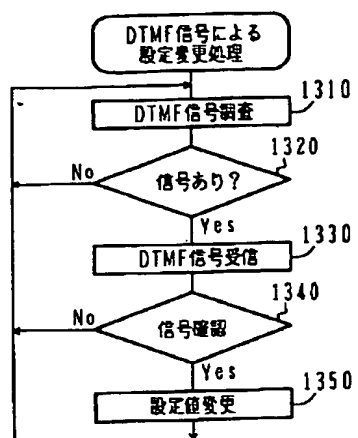 DTMF信号による
設定変更処理
1310
DTMF信号調査
1320
信号あり?
No
Yes
1330
DTMF信号受信
1340
信号確認
No
Yes
1350
設定値変更